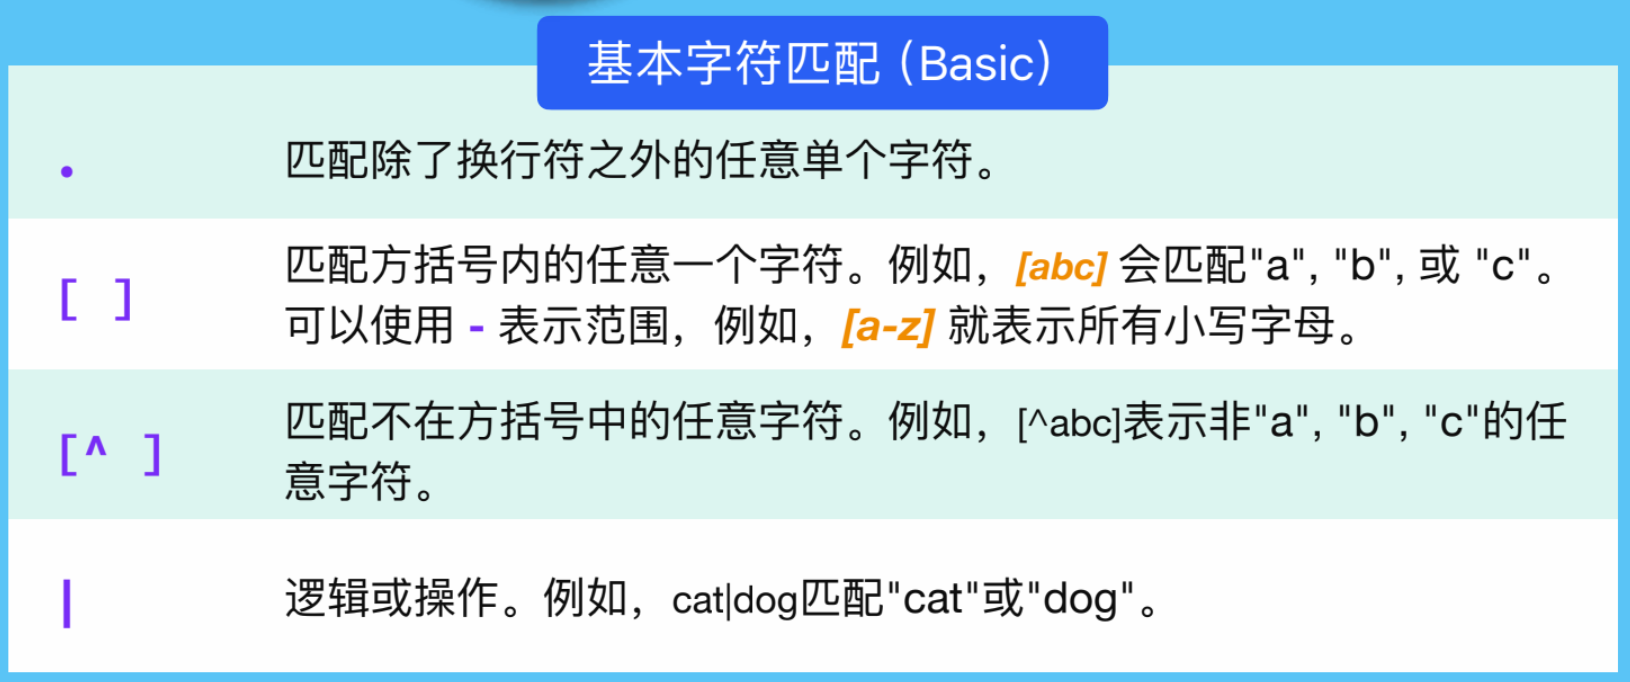 基本字符匹配（Basic）
. 匹配除了换行符之外的任意单个字符。
[ ] 匹配方括号内的任意一个字符。例如，[abc] 会匹配"a", "b", 或 "c"。
可以使用 - 表示范围，例如，[a-z] 就表示所有小写字母。
[^ ] 匹配不在方括号中的任意字符。例如，[^abc]表示非"a", "b", "c"的任
意字符。
| 逻辑或操作。例如，cat|dog匹配"cat"或"dog"。